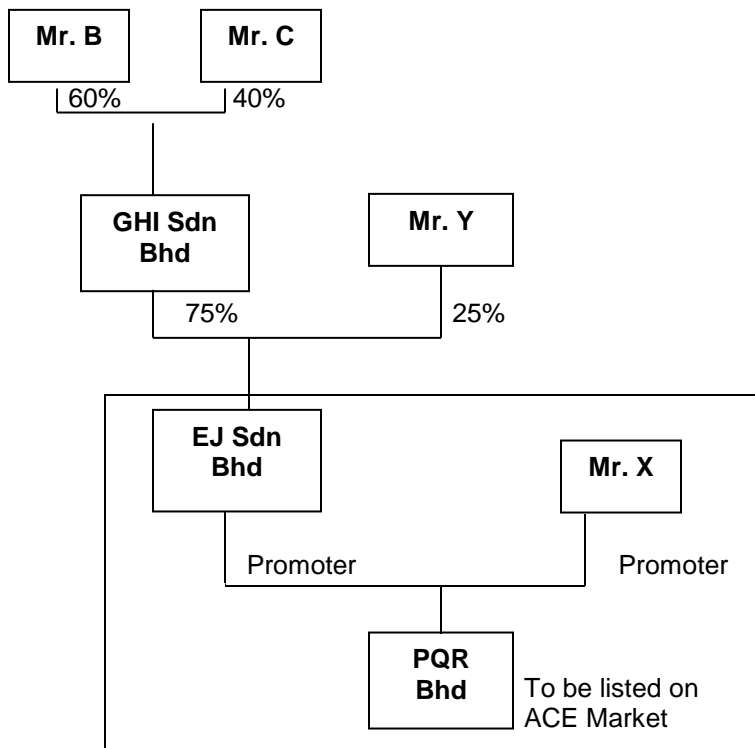 Mr. B
Mr. C
60%
40%
GHI Sdn
Bhd
Mr. Y
75%
25%
EJ Sdn
Bhd
Mr. X
Promoter
Promoter
PQR
Bhd
To be listed on
ACE Market